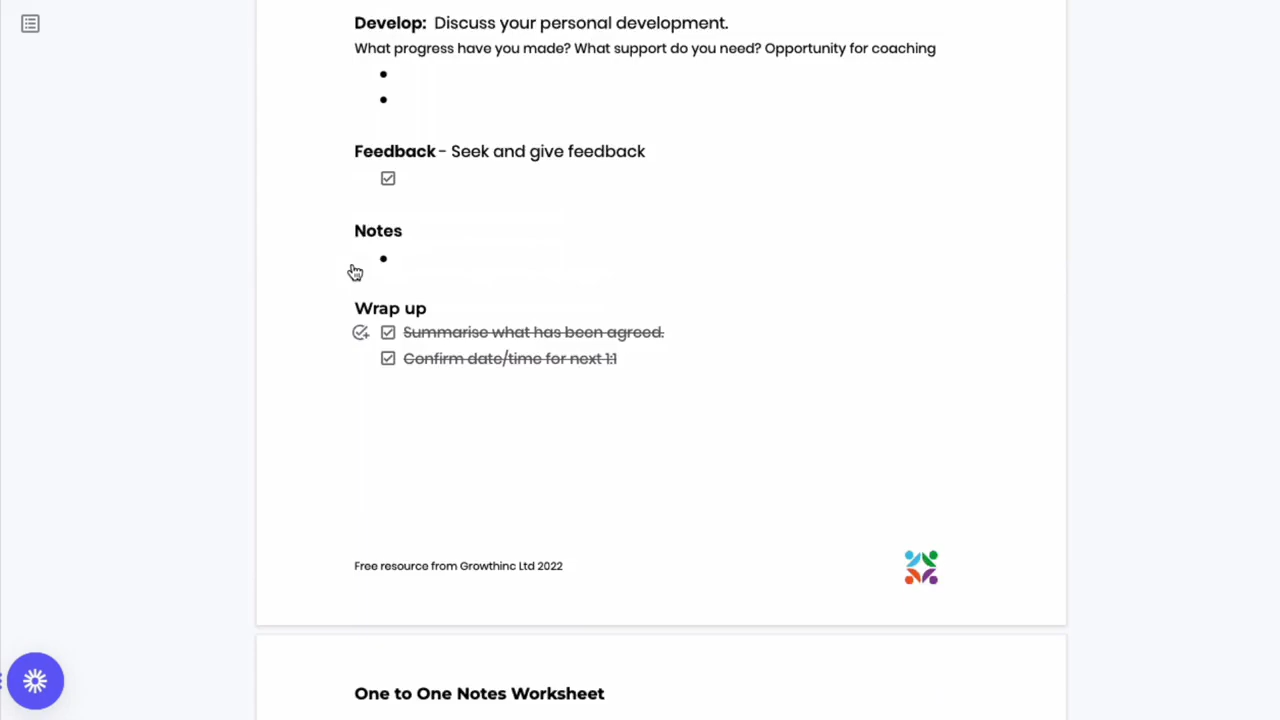 Develop: Discuss your personal development.
What progress have you made? What support do you need? Opportunity for coaching
Feedback - Seek and give feedback
Notes
Wrap up
Summarise what has been agreed.
Confirm date/time for next 1:1
Free resource from Growthinc Ltd 2022
One to One Notes Worksheet